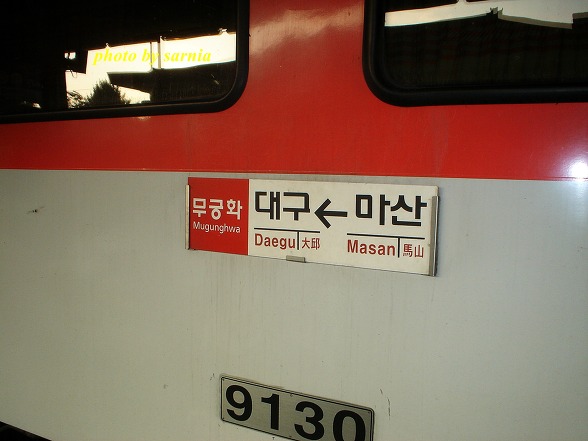 photo by sarnia
무궁화
Mugunghwa
대구←마산
Daegu 大邱 Masan 馬山
9130